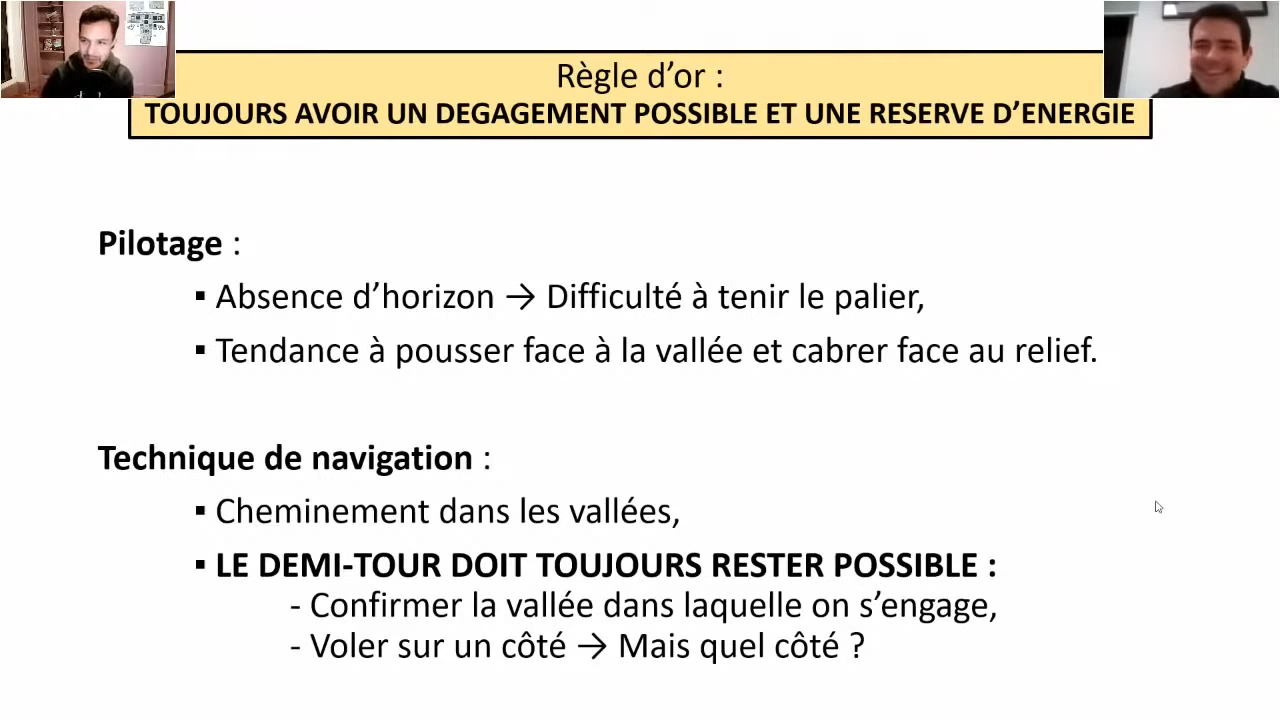 Règle d’or :
TOUJOURS AVOIR UN DEGAGEMENT POSSIBLE ET UNE RESERVE D’ENERGIE
Pilotage :
▪ Absence d’horizon → Difficulté à tenir le palier,
▪ Tendance à pousser face à la vallée et cabrer face au relief.
Technique de navigation :
▪ Cheminement dans les vallées,
▪ LE DEMI-TOUR DOIT TOUJOURS RESTER POSSIBLE :
- Confirmer la vallée dans laquelle on s’engage,
- Voler sur un côté → Mais quel côté ?